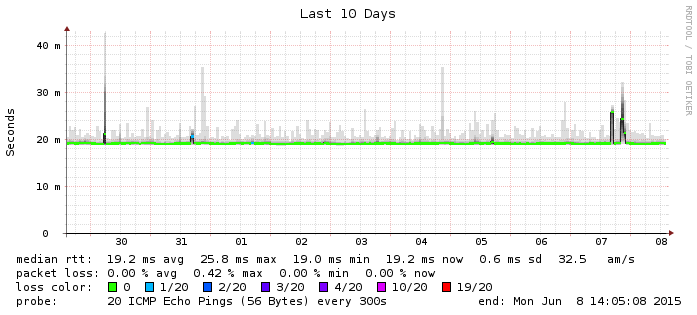 Last 10 Days
RRDTOOL / TOBI OETIKER
Seconds
40 m
30 m
20 m
10 m
0
30 31 01 02 03 04 05 06 07 08
median rtt: 19.2 ms avg 25.8 ms max 19.0 ms min 19.2 ms now 0.6 ms sd 32.5 am/s
packet loss: 0.00 % avg 0.42 % max 0.00 % min 0.00 % now
loss color: 0 1/20 2/20 3/20 4/20 10/20 19/20
probe: 20 ICMP Echo Pings (56 Bytes) every 300s end: Mon Jun 8 14:05:08 2015